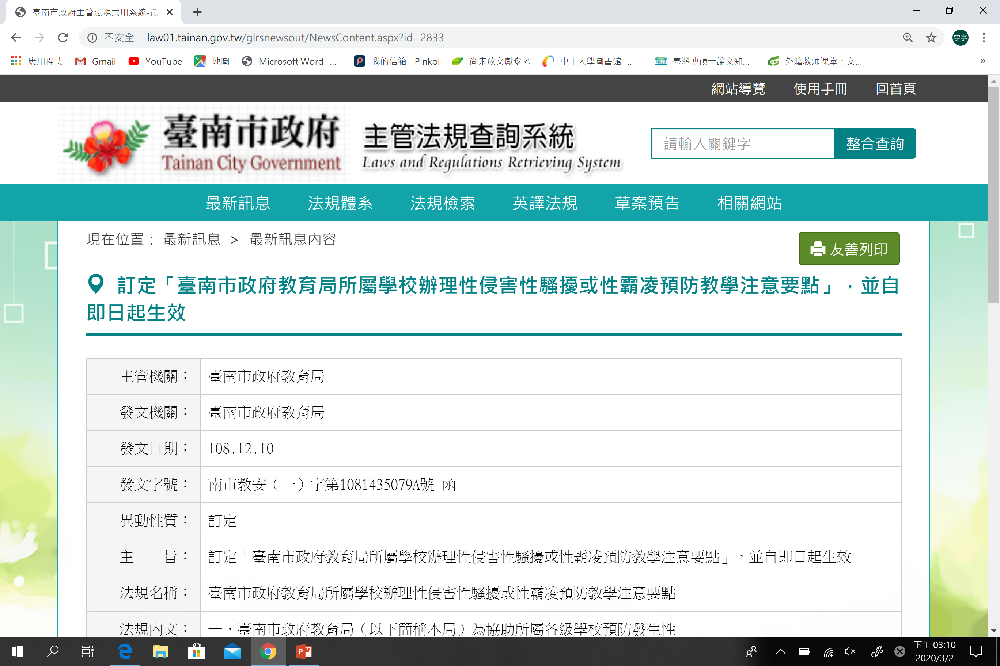 臺南市政府主管法規共用系統-最
不安全 law01.tainan.gov.tw/glrsnewsout/NewsContent.aspx?id=2833
宇亭
應用程式 Gmail YouTube 地圖 Microsoft Word -... 我的信箱 - Pinkoi 尚未放文獻參考 中正大學圖書館 -... 臺灣博碩士論文知... 外籍教师课堂：文... »
網站導覽 使用手冊 回首頁
臺南市政府 主管法規查詢系統
Tainan City Government Laws and Regulations Retrieving System
請輸入關鍵字 整合查詢
最新訊息 法規體系 法規檢索 英譯法規 草案預告 相關網站
現在位置： 最新訊息 > 最新訊息內容
友善列印
訂定「臺南市政府教育局所屬學校辦理性侵害性騷擾或性霸凌預防教學注意要點」，並自
即日起生效
主管機關： 臺南市政府教育局
發文機關： 臺南市政府教育局
發文日期： 108.12.10
發文字號： 南市教安（一）字第1081435079A號 函
異動性質： 訂定
主　　旨： 訂定「臺南市政府教育局所屬學校辦理性侵害性騷擾或性霸凌預防教學注意要點」，並自即日起生效
法規名稱： 臺南市政府教育局所屬學校辦理性侵害性騷擾或性霸凌預防教學注意要點
法規內文： 一、臺南市政府教育局（以下簡稱本局）為協助所屬各級學校預防發生性
下午 03:10
2020/3/2